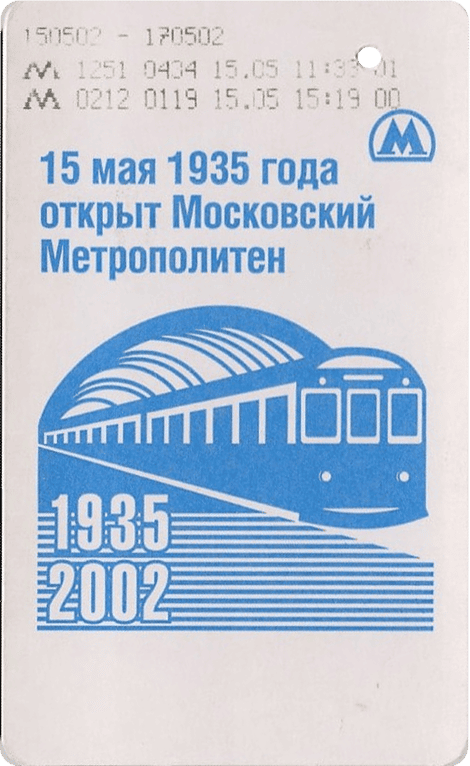 150502 - 170502
М 1251 0434 15.05 11:33 01
М 0212 0119 15.05 15:19 00
М
15 мая 1935 года
открыт Московский
Метрополитен
1935
2002